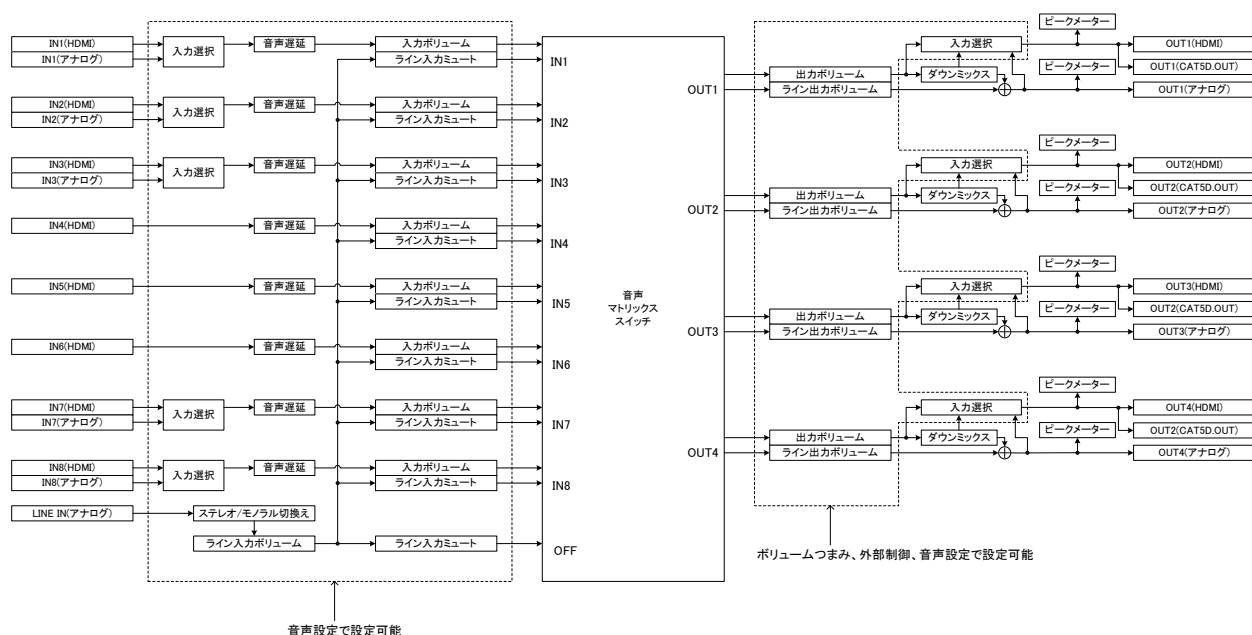 IN1(HDMI)
IN1(アナログ)
入力選択
音声遅延
入力ボリューム
ライン入力ミュート
IN1
IN2(HDMI)
IN2(アナログ)
入力選択
音声遅延
入力ボリューム
ライン入力ミュート
IN2
IN3(HDMI)
IN3(アナログ)
入力選択
音声遅延
入力ボリューム
ライン入力ミュート
IN3
IN4(HDMI)
音声遅延
入力ボリューム
ライン入力ミュート
IN4
IN5(HDMI)
音声遅延
入力ボリューム
ライン入力ミュート
IN5
IN6(HDMI)
音声遅延
入力ボリューム
ライン入力ミュート
IN6
IN7(HDMI)
IN7(アナログ)
入力選択
音声遅延
入力ボリューム
ライン入力ミュート
IN7
IN8(HDMI)
IN8(アナログ)
入力選択
音声遅延
入力ボリューム
ライン入力ミュート
IN8
LINE IN(アナログ)
ステレオ/モノラル切換え
ライン入力ボリューム
ライン入力ミュート
OFF
音声設定で設定可能
音声
マトリックス
スイッチ
OUT1
出力ボリューム
ライン出力ボリューム
入力選択
ダウンミックス
ピークメーター
ピークメーター
OUT1(HDMI)
OUT1(CAT5D.OUT)
OUT1(アナログ)
OUT2
出力ボリューム
ライン出力ボリューム
入力選択
ダウンミックス
ピークメーター
ピークメーター
OUT2(HDMI)
OUT2(CAT5D.OUT)
OUT2(アナログ)
OUT3
出力ボリューム
ライン出力ボリューム
入力選択
ダウンミックス
ピークメーター
ピークメーター
OUT3(HDMI)
OUT2(CAT5D.OUT)
OUT3(アナログ)
OUT4
出力ボリューム
ライン出力ボリューム
入力選択
ダウンミックス
ピークメーター
ピークメーター
OUT4(HDMI)
OUT2(CAT5D.OUT)
OUT4(アナログ)
ボリュームつまみ、外部制御、音声設定で設定可能